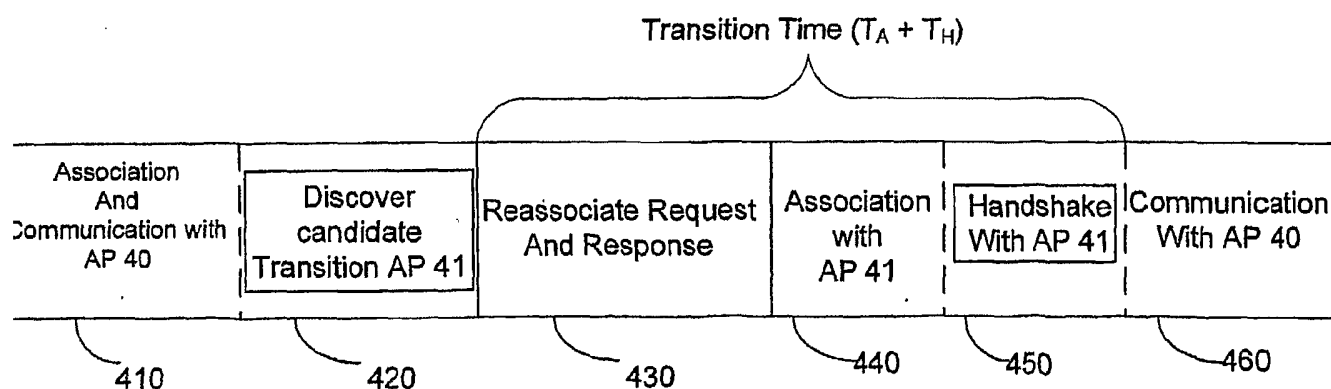 Transition Time (TA + TH)
Association
And
Communication with
AP 40
Discover
candidate
Transition AP 41
Reassociate Request
And Response
Association
with
AP 41
Handshake
With AP 41
Communication
With AP 40
410
420
430
440
450
460